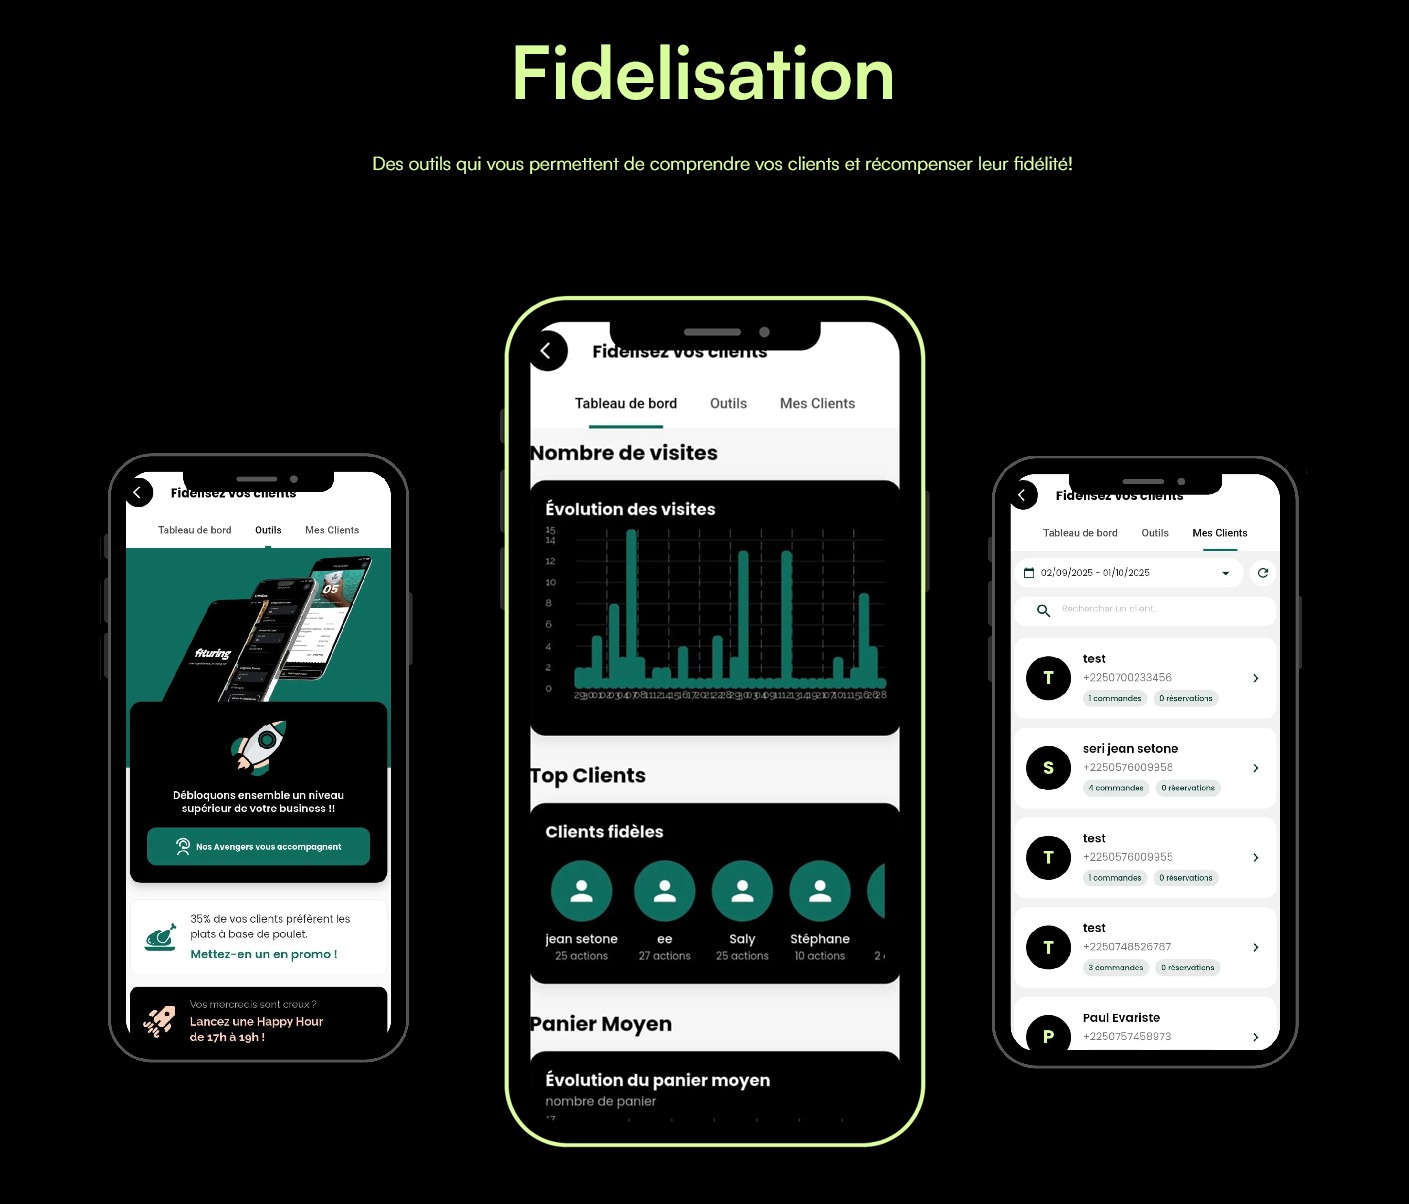 Fidelisation
Des outils qui vous permettent de comprendre vos clients et récompenser leur fidélité!
Fidelisez vos clients
Tableau de bord Outils Mes Clients
fituring
05
Débloquons ensemble un niveau
supérieur de votre business !!
Nos Avengers vous accompagnent
35% de vos clients préfèrent les
plats à base de poulet.
Mettez-en un en promo !
Vos mercredis sont creux ?
Lancez une Happy Hour
de 17h à 19h !
Fidelisez vos clients
Tableau de bord Outils Mes Clients
Nombre de visites
Évolution des visites
15
14
12
10
8
6
4
2
0
Top Clients
Clients fidèles
jean setone ee Saly Stéphane
25 actions 27 actions 25 actions 10 actions 2
Panier Moyen
Évolution du panier moyen
nombre de panier
17
Fidelisez vos clients
Tableau de bord Outils Mes Clients
02/09/2025 - 01/10/2025
Rechercher un client...
T
test
+2250700233456
1 commandes 0 réservations
S
seri jean setone
+2250576009958
4 commandes 0 réservations
T
test
+2250576009955
1 commandes 0 réservations
T
test
+2250748526787
3 commandes 0 réservations
P
Paul Evariste
+2250757458973